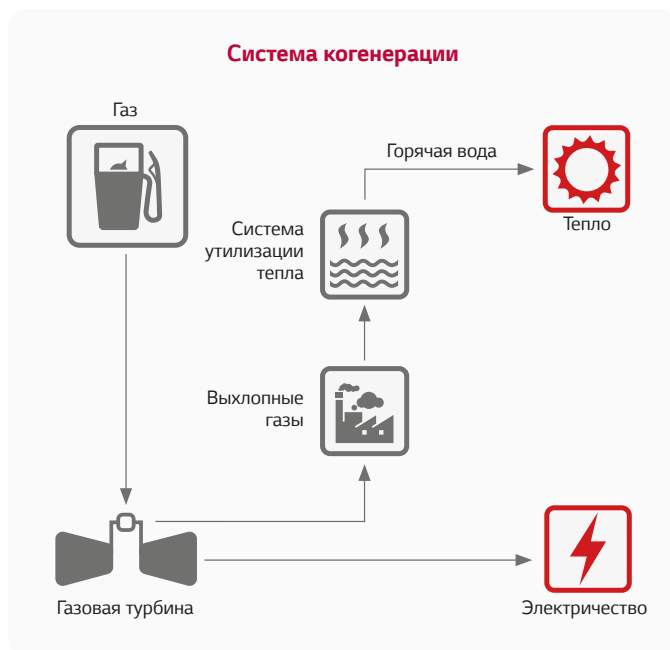 Система когенерации
Газ
Горячая вода
Тепло
Система
утилизации
тепла
Выхлопные
газы
Газовая турбина
Электричество